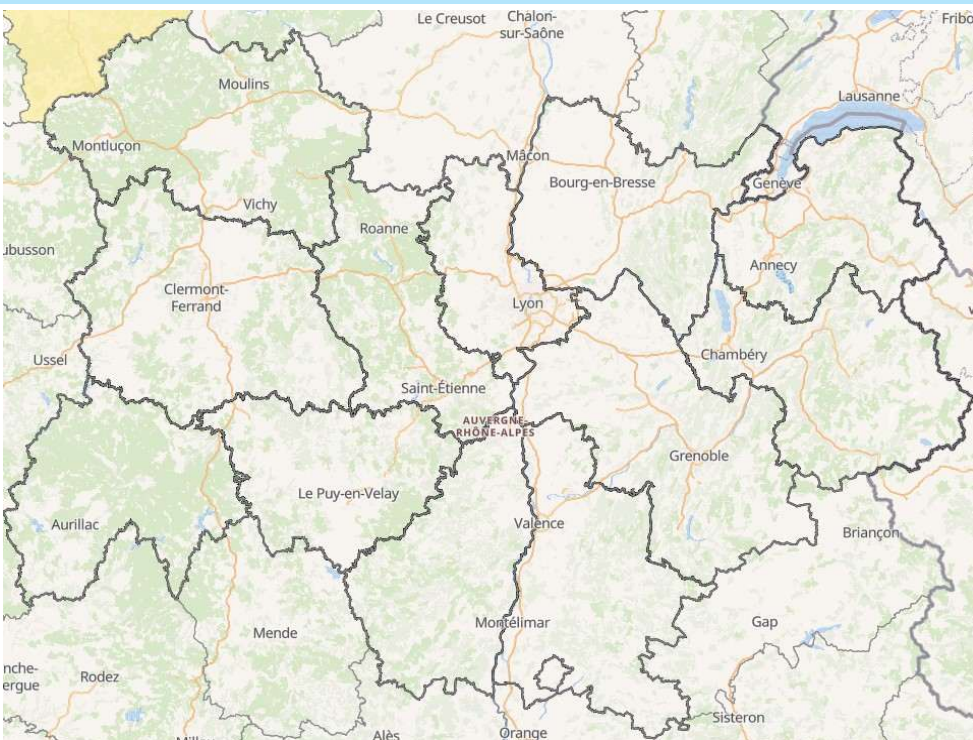 Le Creusot
Chalon-
sur-Saône
Fribo
Moulins
Lausanne
Montluçon
Mâcon
Bourg-en-Bresse
Genève
Vichy
Roanne
ubusson
Annecy
Clermont-
Ferrand
Lyon
Ussel
Chambéry
Saint-Étienne
AUVERGNE-
RHÔNE-ALPES
Grenoble
Le Puy-en-Velay
Aurillac
Valence
Briançon
Montélimar
Mende
Gap
nche-
ergue
Rodez
Sisteron
Alès
Orange